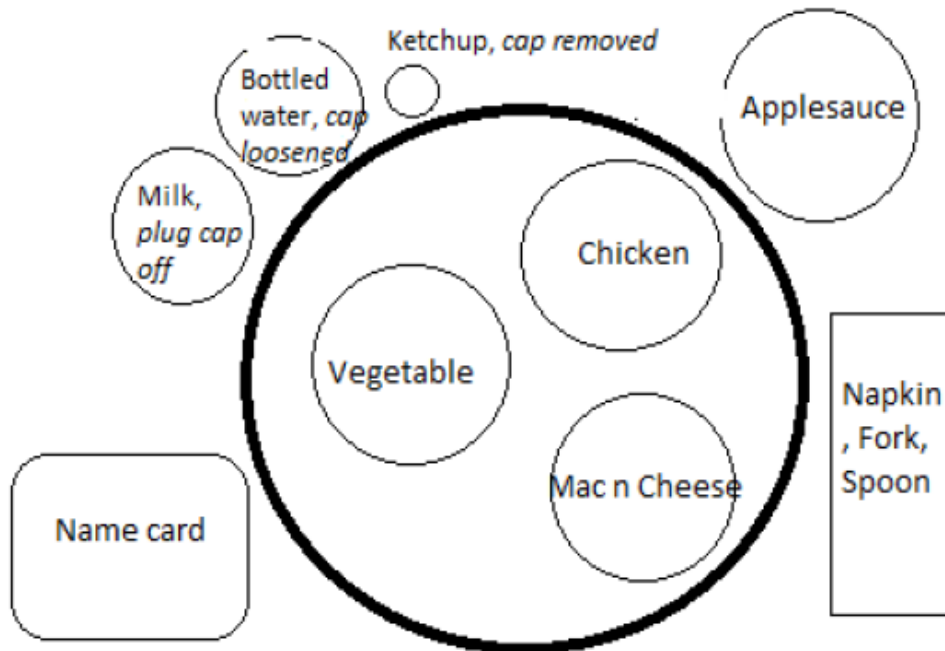 Ketchup, cap removed
Bottled
water, cap
loosened
Applesauce
Milk,
plug cap
off
Chicken
Vegetable
Napkin
, Fork,
Spoon
Mac n Cheese
Name card